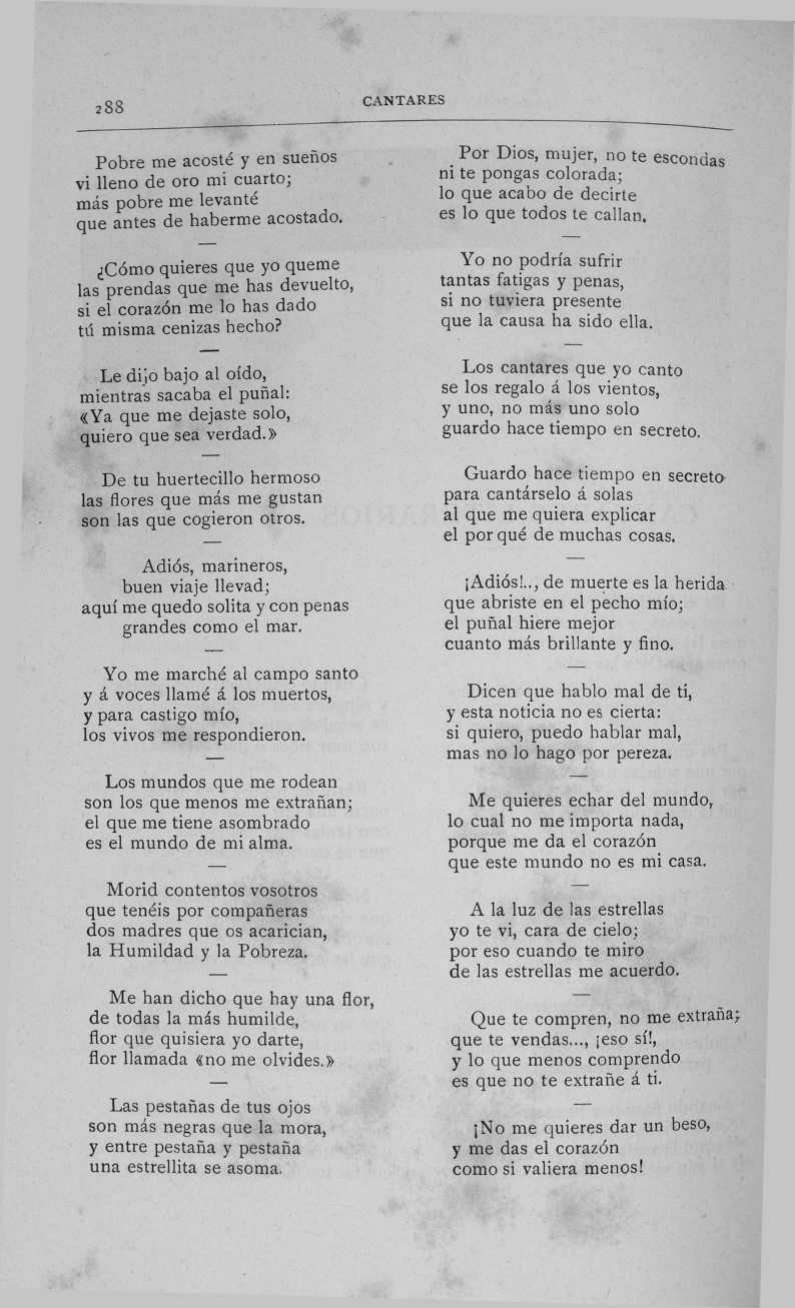 288
CANTARES
Pobre me acosté y en sueños
vi lleno de oro mi cuarto;
más pobre me levanté
que antes de haberme acostado.
—
¿Cómo quieres que yo queme
las prendas que me has devuelto,
si el corazón me lo has dado
tú misma cenizas hecho?
—
Le dijo bajo al oído,
mientras sacaba el puñal:
«Ya que me dejaste solo,
quiero que sea verdad.»
—
De tu huertecillo hermoso
las flores que más me gustan
son las que cogieron otros.
—
Adiós, marineros,
buen viaje llevad;
aquí me quedo solita y con penas
grandes como el mar.
—
Yo me marché al campo santo
y á voces llamé á los muertos,
y para castigo mío,
los vivos me respondieron.
—
Los mundos que me rodean
son los que menos me extrañan;
el que me tiene asombrado
es el mundo de mi alma.
—
Morid contentos vosotros
que tenéis por compañeras
dos madres que os acarician,
la Humildad y la Pobreza.
—
Me han dicho que hay una flor,
de todas la más humilde,
flor que quisiera yo darte,
flor llamada «no me olvides.»
—
Las pestañas de tus ojos
son más negras que la mora,
y entre pestaña y pestaña
una estrellita se asoma.
Por Dios, mujer, no te escondas
ni te pongas colorada;
lo que acabo de decirte
es lo que todos te callan.
—
Yo no podría sufrir
tantas fatigas y penas,
si no tuviera presente
que la causa ha sido ella.
—
Los cantares que yo canto
se los regalo á los vientos,
y uno, no más uno solo
guardo hace tiempo en secreto.
Guardo hace tiempo en secreto
para cantárselo á solas
al que me quiera explicar
el por qué de muchas cosas.
—
¡Adiós!.., de muerte es la herida
que abriste en el pecho mío;
el puñal hiere mejor
cuanto más brillante y fino.
—
Dicen que hablo mal de ti,
y esta noticia no es cierta:
si quiero, puedo hablar mal,
mas no lo hago por pereza.
—
Me quieres echar del mundo,
lo cual no me importa nada,
porque me da el corazón
que este mundo no es mi casa.
—
A la luz de las estrellas
yo te vi, cara de cielo;
por eso cuando te miro
de las estrellas me acuerdo.
—
Que te compren, no me extraña;
que te vendas..., ¡eso sí!,
y lo que menos comprendo
es que no te extrañe á ti.
—
¡No me quieres dar un beso,
y me das el corazón
como si valiera menos!